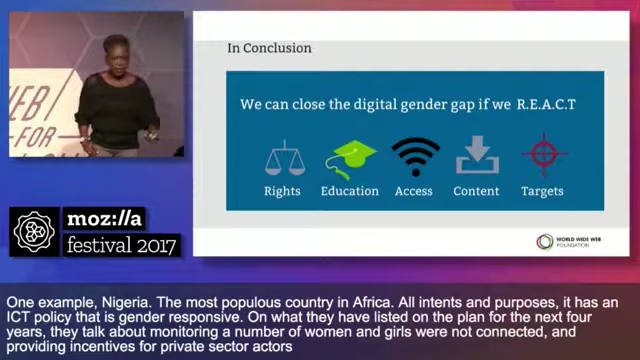 In Conclusion
We can close the digital gender gap if we R.E.A.C.T
Rights Education Access Content Targets
WORLD WIDE WEB
FOUNDATION
WEB
-FOR-
moz://a
festival 2017
One example, Nigeria. The most populous country in Africa. All intents and purposes, it has an
ICT policy that is gender responsive. On what they have listed on the plan for the next four
years, they talk about monitoring a number of women and girls were not connected, and
providing incentives for private sector actors